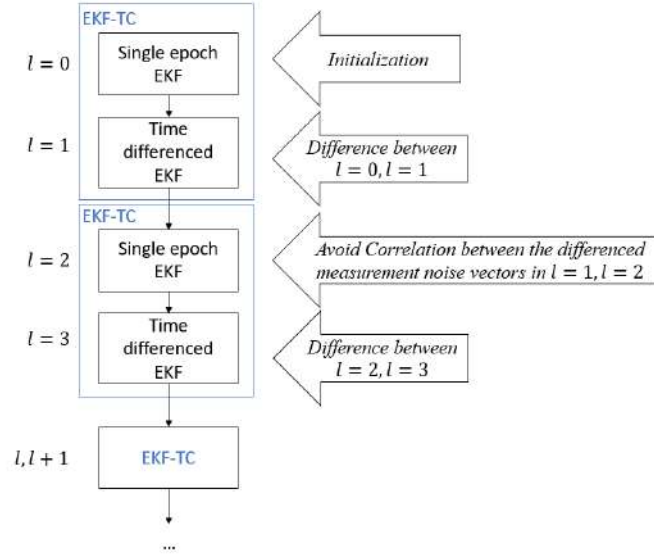 EKF-TC
l = 0
Single epoch
EKF
Initialization
l = 1
Time
differenced
EKF
Difference between
l = 0, l = 1
EKF-TC
l = 2
Single epoch
EKF
Avoid Correlation between the differenced
measurement noise vectors in l = 1, l = 2
l = 3
Time
differenced
EKF
Difference between
l = 2, l = 3
l, l + 1
EKF-TC
...